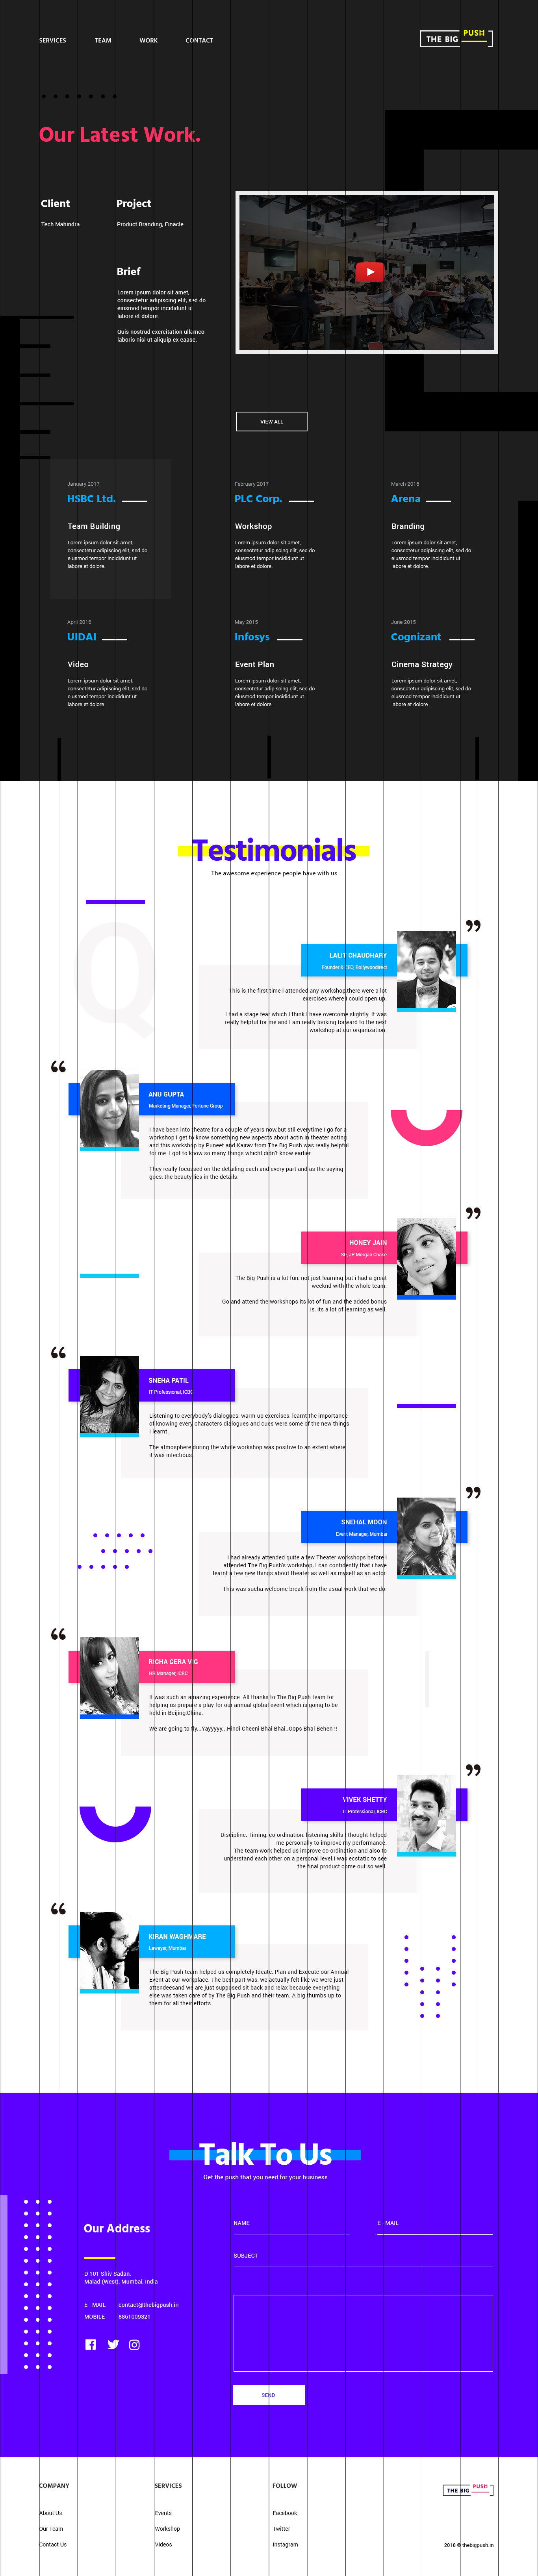 SERVICES TEAM WORK CONTACT
THE BIG PUSH
Our Latest Work.
Client
Tech Mahindra
Project
Product Branding, Finacle
Brief
Lorem ipsum dolor sit amet,
consectetur adipiscing elit, sed do
eiusmod tempor incididunt ut
labore et dolore.
Quis nostrud exercitation ullamco
laboris nisi ut aliquip ex eaase.
VIEW ALL
January 2017
HSBC Ltd.
Team Building
Lorem ipsum dolor sit amet,
consectetur adipiscing elit, sed do
eiusmod tempor incididunt ut
labore et dolore.
February 2017
PLC Corp.
Workshop
Lorem ipsum dolor sit amet,
consectetur adipiscing elit, sed do
eiusmod tempor incididunt ut
labore et dolore.
March 2016
Arena
Branding
Lorem ipsum dolor sit amet,
consectetur adipiscing elit, sed do
eiusmod tempor incididunt ut
labore et dolore.
April 2016
UIDAI
Video
Lorem ipsum dolor sit amet,
consectetur adipiscing elit, sed do
eiusmod tempor incididunt ut
labore et dolore.
May 2015
Infosys
Event Plan
Lorem ipsum dolor sit amet,
consectetur adipiscing elit, sed do
eiusmod tempor incididunt ut
labore et dolore.
June 2015
Cognizant
Cinema Strategy
Lorem ipsum dolor sit amet,
consectetur adipiscing elit, sed do
eiusmod tempor incididunt ut
labore et dolore.
Testimonials
The awesome experience people have with us
Q
”
LALIT CHAUDHARY
Founder & CEO, Bollywoodirect
This is the first time i attended any workshop,there were a lot
exercises where I could open up.
I had a stage fear which I think I have overcome slightly. It was
really helpful for me and I am really looking forward to the next
workshop at our organization.
“
ANU GUPTA
Marketing Manager, Fortune Group
I have been into theatre for a couple of years now.but still everytime I go for a
workshop I get to know something new aspects about actin in theater acting
and this workshop by Puneet and Kairav from The Big Push was really helpful
for me. I got to know so many things which I didn't know earlier.
They really focussed on the detailing each and every part and as the saying
goes, the beauty lies in the details.
”
HONEY JAIN
SE, JP Morgan Chase
The Big Push is a lot fun, not just learning but i had a great
weeknd with the whole team.
Go and attend the workshops its lot of fun and the added bonus
is, its a lot of learning as well.
“
SNEHA PATIL
IT Professional, ICBC
Listening to everybody's dialogues, warm-up exercises, learnt the importance
of knowing every characters dialogues and cues were some of the new things
I learnt.
The atmosphere during the whole workshop was positive to an extent where
it was infectious.
”
SNEHAL MOON
Event Manager, Mumbai
I had already attended quite a few Theater workshops before i
attended The Big Push's workshop. I can confidently that i have
learnt a few new things about theater as well as myself as an actor.
This was sucha welcome break from the usual work that we do.
“
RICHA GERA VIG
HR Manager, ICBC
It was such an amazing experience. All thanks to The Big Push team for
helping us prepare a play for our annual global event which is going to be
held in Beijing,China.
We are going to fly...Yayyyyy...Hindi Cheeni Bhai Bhai..Oops Bhai Behen !!
”
VIVEK SHETTY
IT Professional, ICBC
Discipline, Timing, co-ordination, listening skills I thought helped
me personally to improve my performance.
The team-work helped us improve co-ordination and also to
understand each other on a personal level.I was ecstatic to see
the final product come out so well.
“
KIRAN WAGHMARE
Lawayer, Mumbai
The Big Push team helped us completely Ideate, Plan and Execute our Annual
Event at our workplace. The best part was, we actually felt like we were just
attendeesand we are just supposed sit back and relax because everything
else was taken care of by The Big Push and their team. A big thumbs up to
them for all their efforts.
Talk To Us
Get the push that you need for your business
Our Address
D-101 Shiv Sadan,
Malad (West), Mumbai, India
E - MAIL contact@thebigpush.in
MOBILE 8861009321
NAME
E - MAIL
SUBJECT
SEND
COMPANY
About Us
Our Team
Contact Us
SERVICES
Events
Workshop
Videos
FOLLOW
Facebook
Twitter
Instagram
THE BIG PUSH
2018 © thebigpush.in